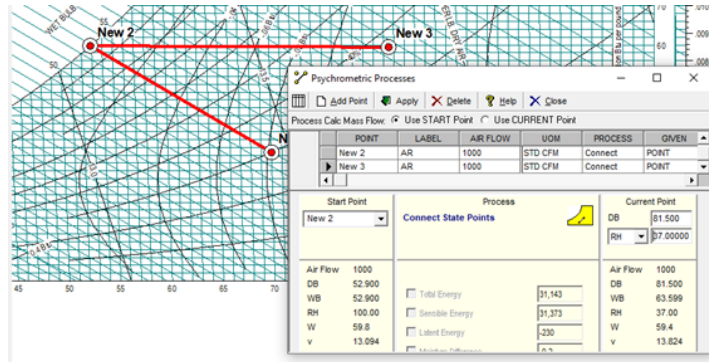 WET BULB
55
50
New 2
New 3
60
N
45 50 55 60 65 70
Psychrometric Processes
Add Point Apply Delete Help Close
Process Calc Mass Flow: Use START Point Use CURRENT Point
POINT LABEL AIR FLOW UOM PROCESS GIVEN
New 2 AR 1000 STD CFM Connect POINT
New 3 AR 1000 STD CFM Connect POINT
Start Point Process Current Point
New 2 Connect State Points DB 81.500
RH 37.00000
Air Flow 1000 Air Flow 1000
DB 52.900 Total Energy 31,143 DB 81.500
WB 52.900 WB 63.599
RH 100.00 Sensible Energy 31,373 RH 37.00
W 59.8 Latent Energy -230 W 59.4
v 13.094 Moisture Difference -0.2 v 13.824